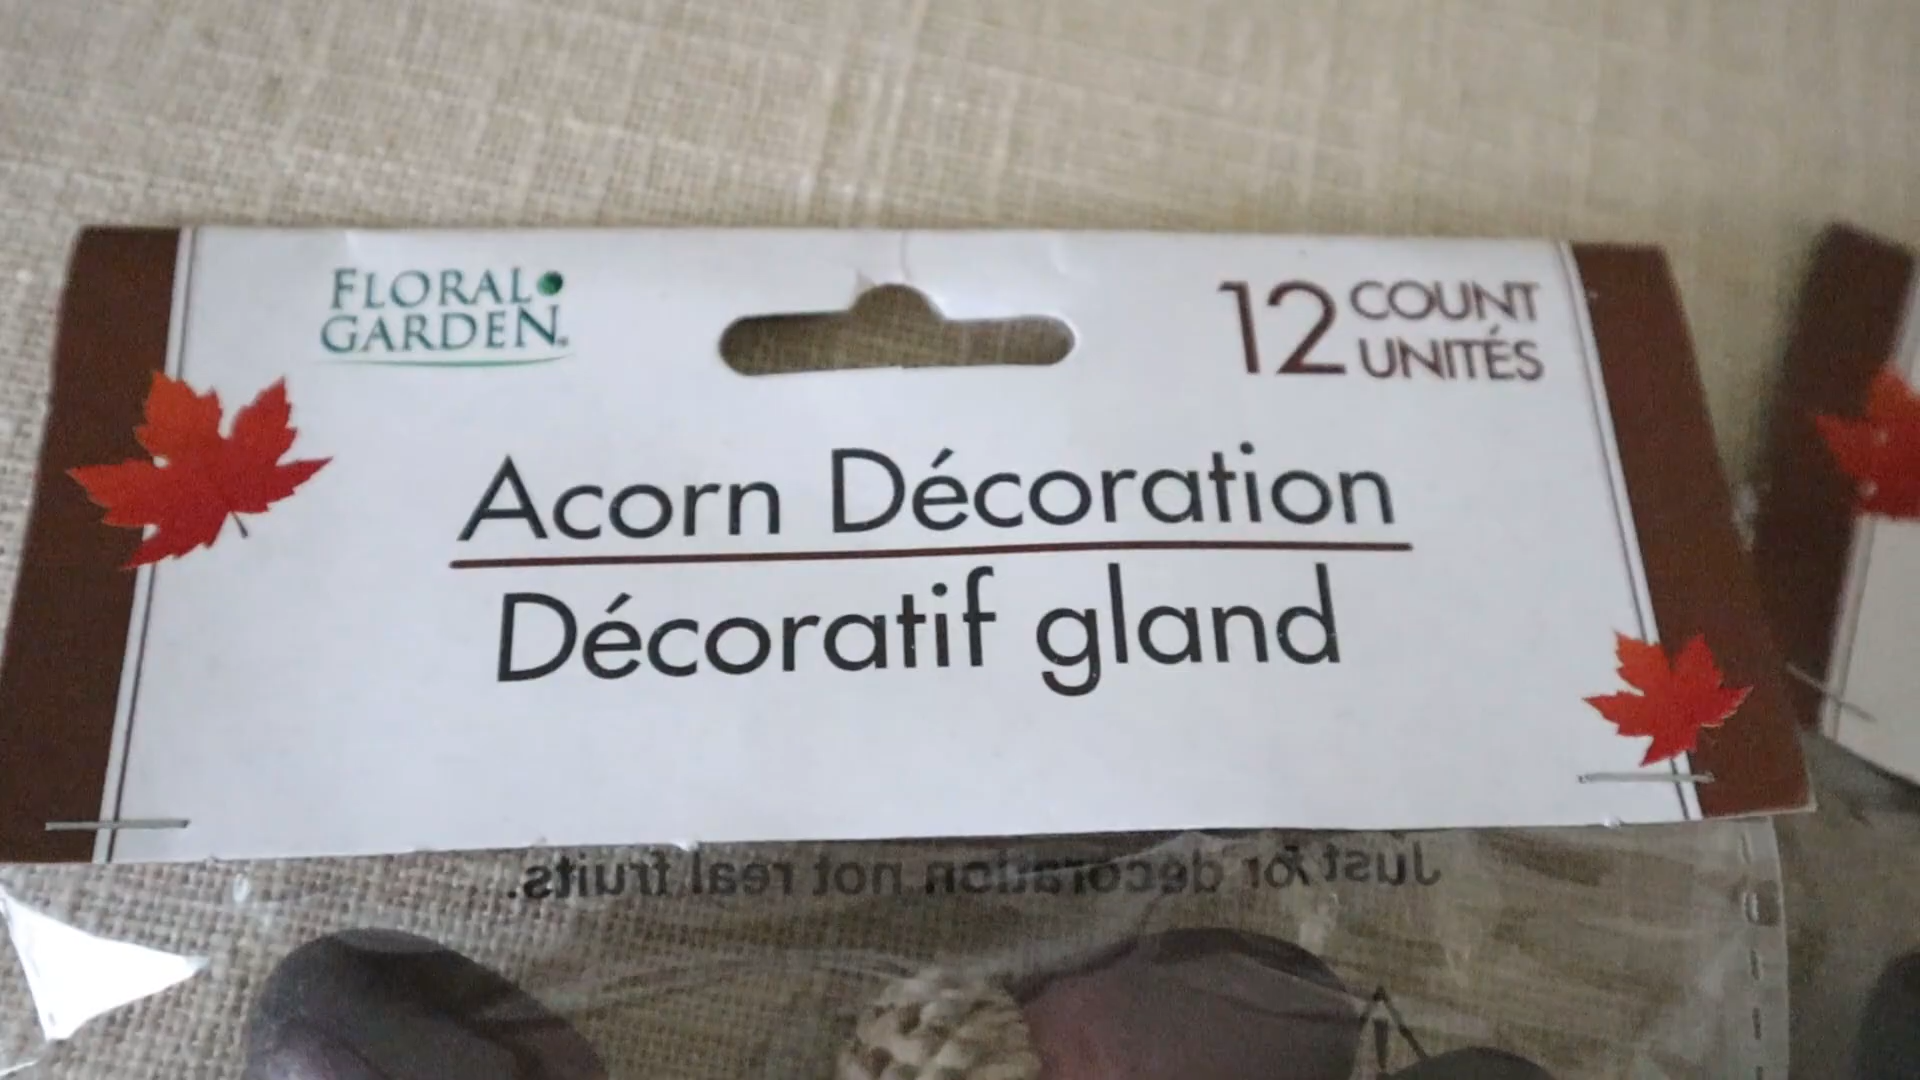 FLORAL
GARDEN
12 COUNT
UNITÉS
Acorn Décoration
Décoratif gland
Just for decoration not real fruits.